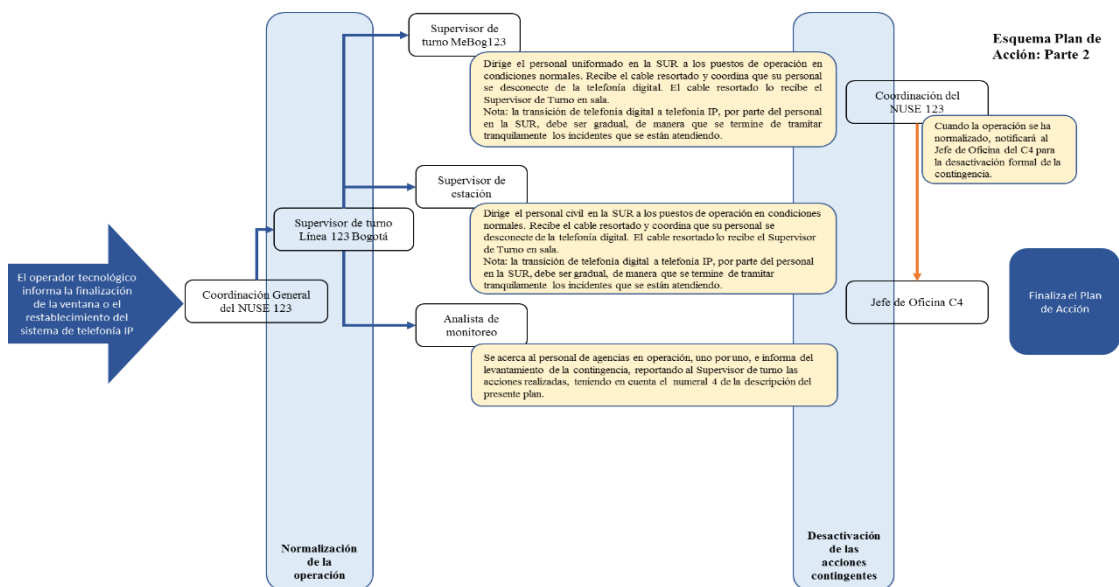 Esquema Plan de
Acción: Parte 2
El operador tecnológico
informa la finalización
de la ventana o el
restablecimiento del
sistema de telefonía IP
Coordinación General
del NUSE 123
Supervisor de turno
Línea 123 Bogotá
Normalización
de la
operación
Supervisor de
turno MeBog123
Dirige el personal uniformado en la SUR a los puestos de operación en
condiciones normales. Recibe el cable resortado y coordina que su personal
se desconecte de la telefonía digital. El cable resortado lo recibe el
Supervisor de Turno en sala.
Nota: la transición de telefonía digital a telefonía IP, por parte del personal
en la SUR, debe ser gradual, de manera que se termine de tramitar
tranquilamente los incidentes que se están atendiendo.
Supervisor de
estación
Dirige el personal civil en la SUR a los puestos de operación en condiciones
normales. Recibe el cable resortado y coordina que su personal se
desconecte de la telefonía digital. El cable resortado lo recibe el Supervisor
de Turno en sala.
Nota: la transición de telefonía digital a telefonía IP, por parte del personal
en la SUR, debe ser gradual, de manera que se termine de tramitar
tranquilamente los incidentes que se están atendiendo.
Analista de
monitoreo
Se acerca al personal de agencias en operación, uno por uno, e informa del
levantamiento de la contingencia, reportando al Supervisor de turno las
acciones realizadas, teniendo en cuenta el numeral 4 de la descripción del
presente plan.
Coordinación del
NUSE 123
Cuando la operación se ha
normalizado, notificará al
Jefe de Oficina del C4 para
la desactivación formal de la
contingencia.
Jefe de Oficina C4
Desactivación
de las
acciones
contingentes
Finaliza el Plan
de Acción